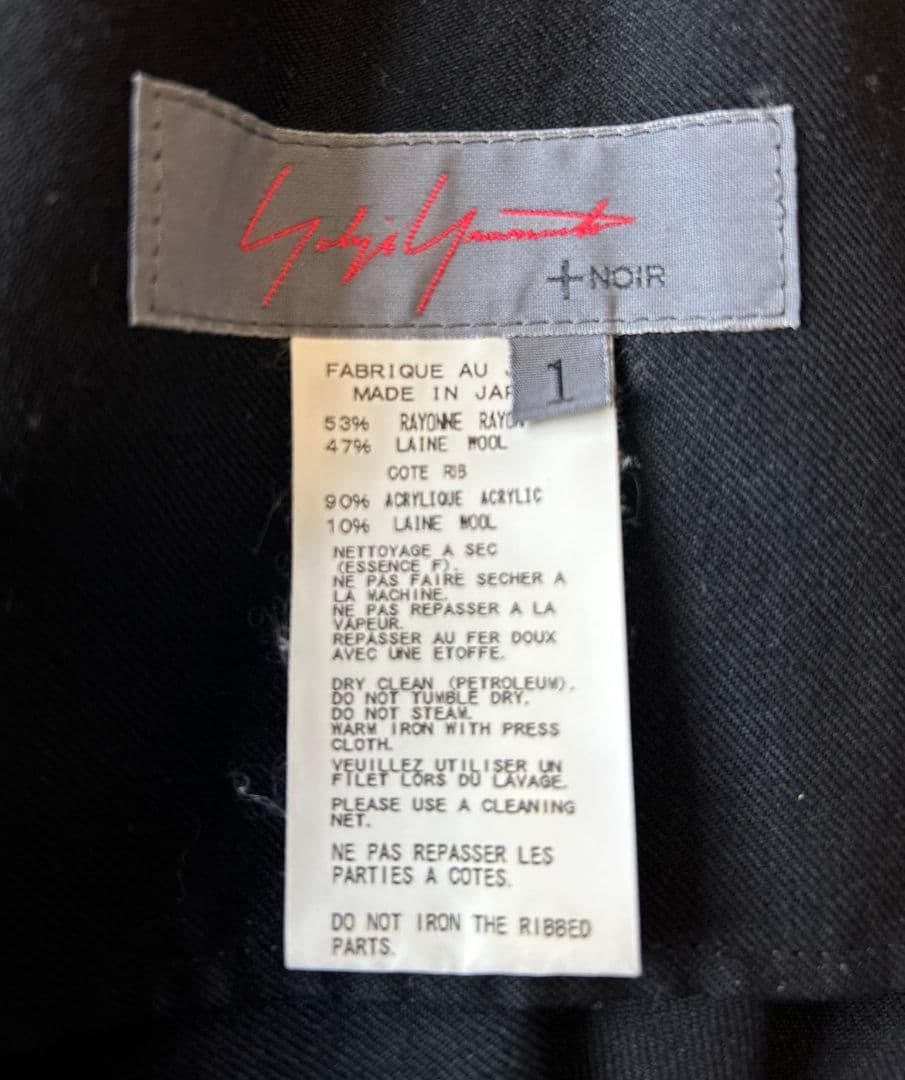 Yohji Yamamoto
+NOIR
1
FABRIQUE AU
MADE IN JAP
53% RAYONNE RAYON
47% LAINE WOOL
COTE RIB
90% ACRYLIQUE ACRYLIC
10% LAINE WOOL
NETTOYAGE A SEC
(ESSENCE F).
NE PAS FAIRE SECHER A
LA MACHINE.
NE PAS REPASSER A LA
VAPEUR.
REPASSER AU FER DOUX
AVEC UNE ETOFFE.
DRY CLEAN (PETROLEUM).
DO NOT TUMBLE DRY.
DO NOT STEAM.
WARM IRON WITH PRESS
CLOTH.
VEUILLEZ UTILISER UN
FILET LORS DU LAVAGE.
PLEASE USE A CLEANING
NET.
NE PAS REPASSER LES
PARTIES A COTES.
DO NOT IRON THE RIBBED
PARTS.